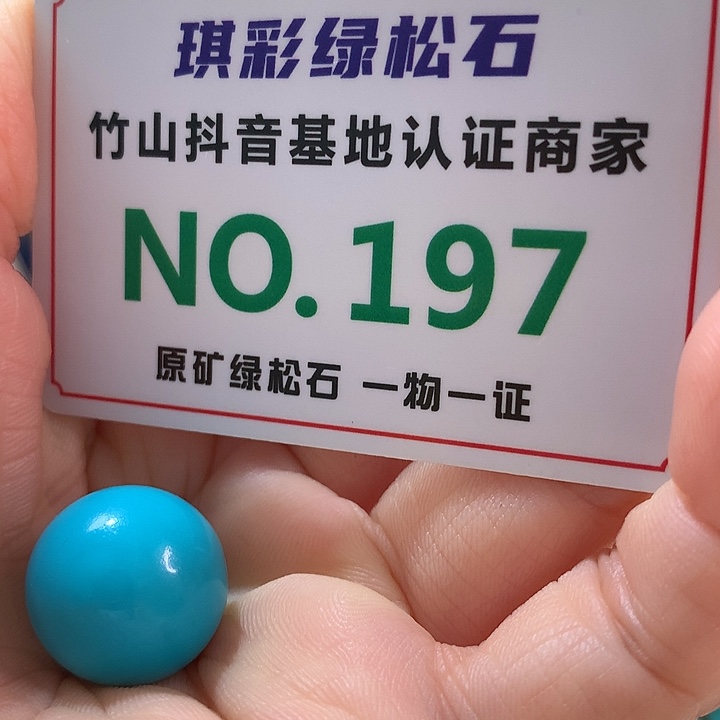 琪彩绿松石
竹山抖音基地认证商家
NO.197
原矿绿松石 一物一证